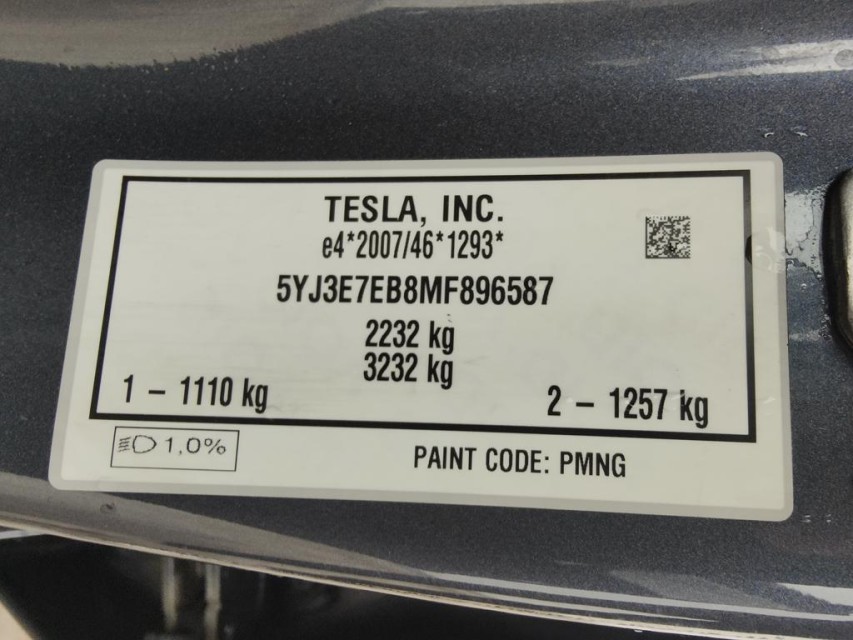 TESLA, INC.
e4*2007/46*1293*
5YJ3E7EB8MF896587
2232 kg
3232 kg
1 – 1110 kg
2 – 1257 kg
1,0%
PAINT CODE: PMNG